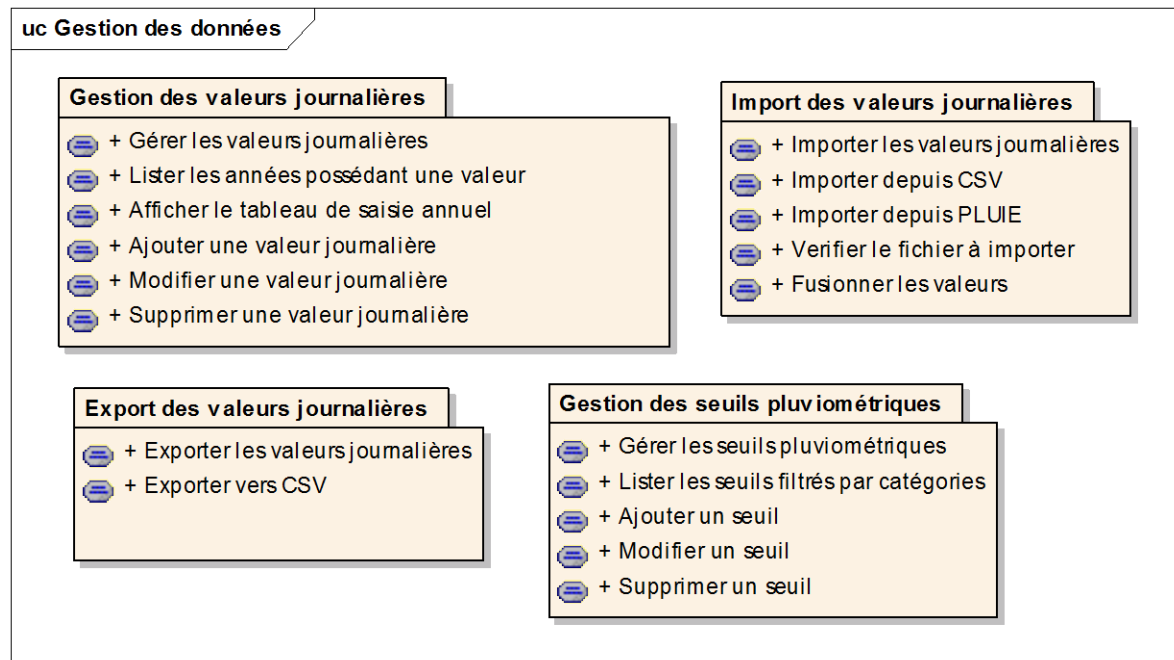 uc Gestion des données
Gestion des valeurs journalières
+ Gérer les valeurs journalières
+ Lister les années possédant une valeur
+ Afficher le tableau de saisie annuel
+ Ajouter une valeur journalière
+ Modifier une valeur journalière
+ Supprimer une valeur journalière
Import des valeurs journalières
+ Importer les valeurs journalières
+ Importer depuis CSV
+ Importer depuis PLUIE
+ Verifier le fichier à importer
+ Fusionner les valeurs
Export des valeurs journalières
+ Exporter les valeurs journalières
+ Exporter vers CSV
Gestion des seuils pluviométriques
+ Gérer les seuils pluviométriques
+ Lister les seuils filtrés par catégories
+ Ajouter un seuil
+ Modifier un seuil
+ Supprimer un seuil